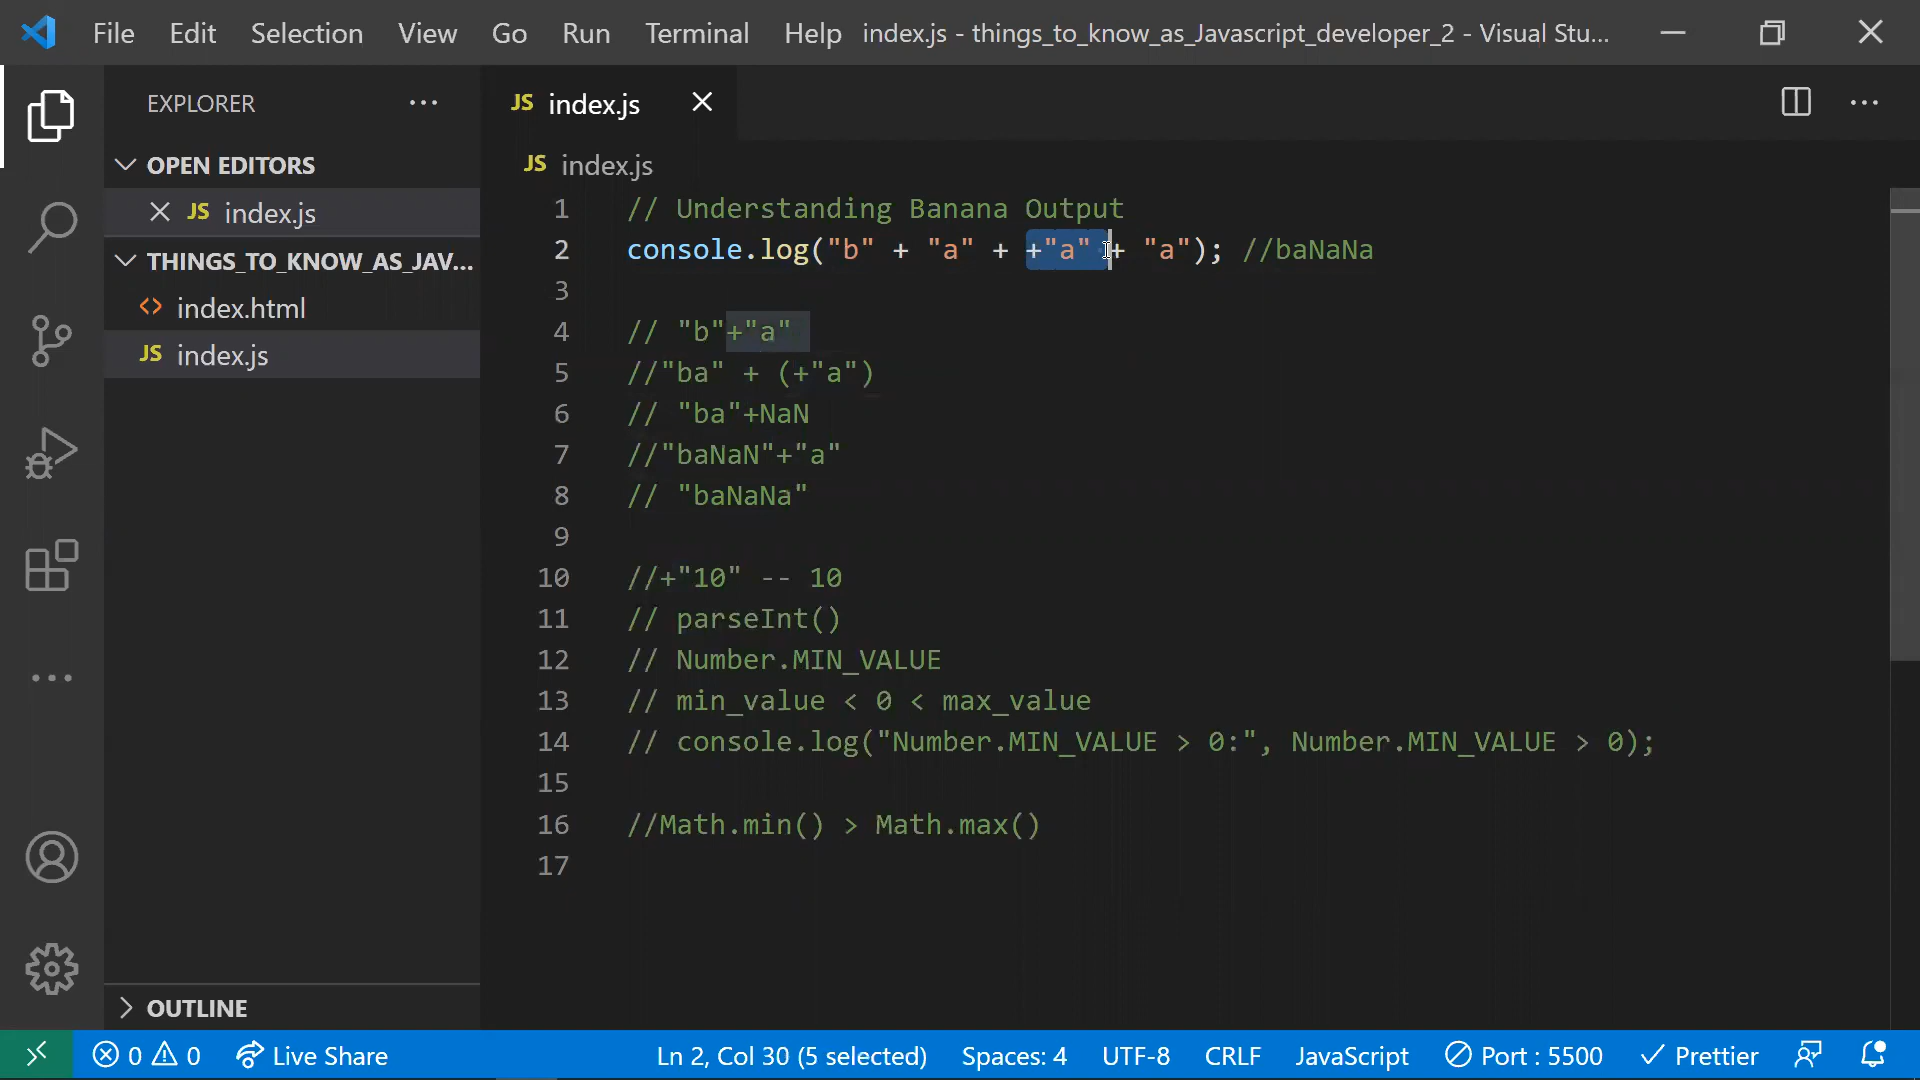 File Edit Selection View Go Run Terminal Help index.js - things_to_know_as_Javascript_developer_2 - Visual Stu...
EXPLORER
JS index.js
OPEN EDITORS
JS index.js
JS index.js
THINGS_TO_KNOW_AS_JAV...
index.html
JS index.js
1 // Understanding Banana Output
2 console.log("b" + "a" + +"a" + "a"); //baNaNa
3
4 // "b"+"a"
5 //"ba" + (+"a")
6 // "ba"+NaN
7 //"baNaN"+"a"
8 // "baNaNa"
9
10 //+"10" -- 10
11 // parseInt()
12 // Number.MIN_VALUE
13 // min_value < 0 < max_value
14 // console.log("Number.MIN_VALUE > 0:", Number.MIN_VALUE > 0);
15
16 //Math.min() > Math.max()
17
OUTLINE
0 0 Live Share Ln 2, Col 30 (5 selected) Spaces: 4 UTF-8 CRLF JavaScript Port : 5500 Prettier